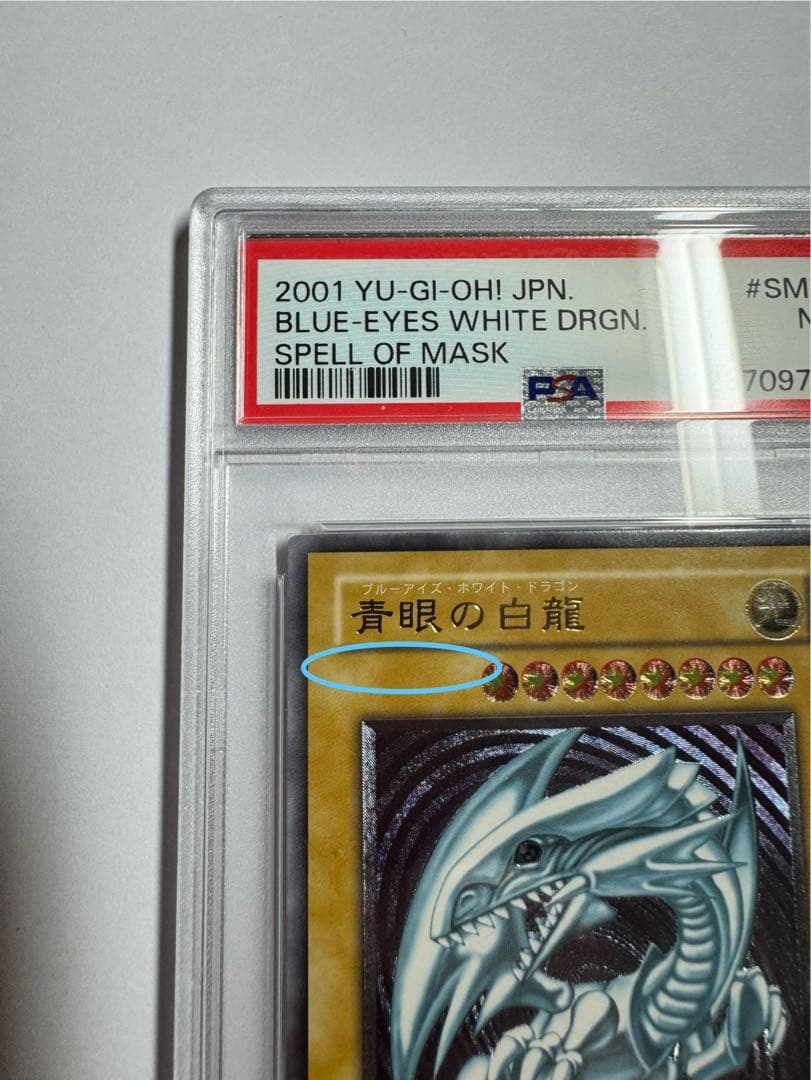 2001 YU-GI-OH! JPN.
#SM
BLUE-EYES WHITE DRGN.
N
SPELL OF MASK
PSA
7097
ブルーアイズ・ホワイト・ドラゴン
青眼の白龍